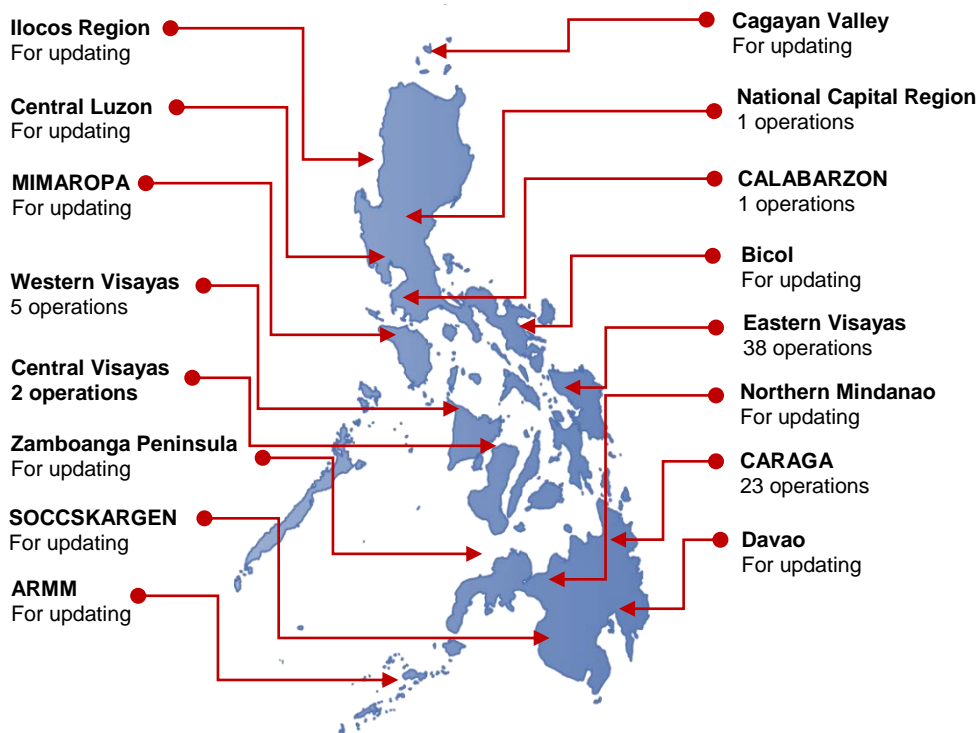 Ilocos Region
For updating
Central Luzon
For updating
MIMAROPA
For updating
Western Visayas
5 operations
Central Visayas
2 operations
Zamboanga Peninsula
For updating
SOCCSKARGEN
For updating
ARMM
For updating
Cagayan Valley
For updating
National Capital Region
1 operations
CALABARZON
1 operations
Bicol
For updating
Eastern Visayas
38 operations
Northern Mindanao
For updating
CARAGA
23 operations
Davao
For updating